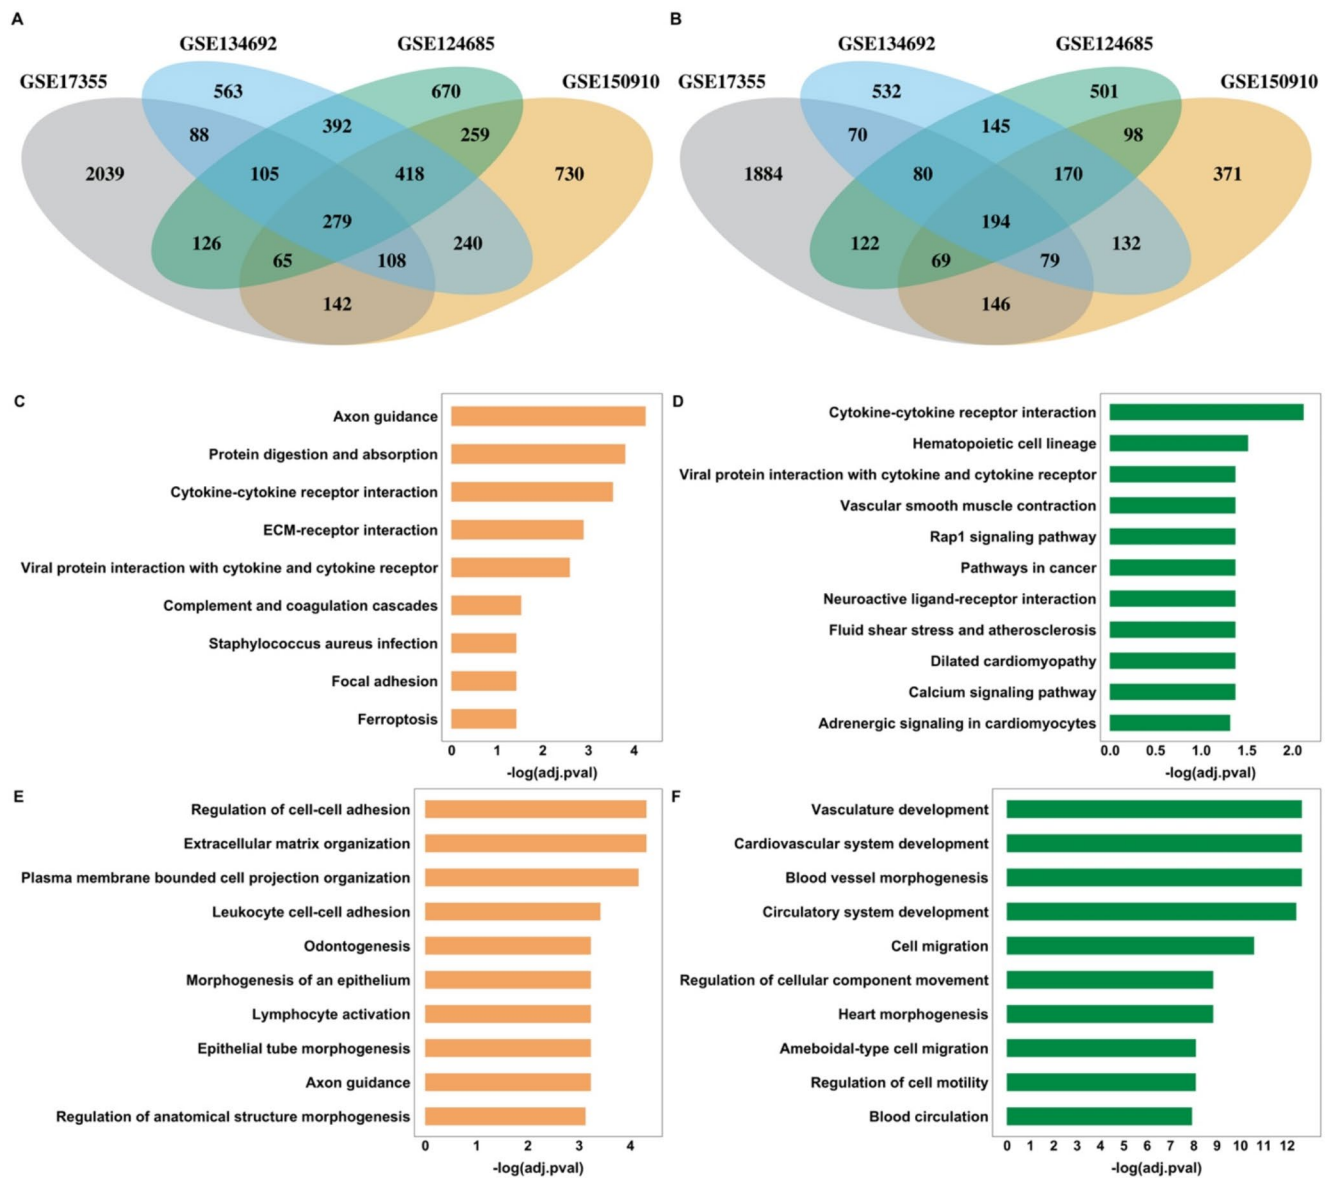 A
GSE134692
GSE124685
GSE17355
GSE150910
563
670
392
88
259
2039
105
418
730
279
126
240
65
108
142
B
GSE134692
GSE124685
GSE17355
GSE150910
532
501
145
70
98
1884
80
170
371
194
122
132
69
79
146
C
Axon guidance
Protein digestion and absorption
Cytokine-cytokine receptor interaction
ECM-receptor interaction
Viral protein interaction with cytokine and cytokine receptor
Complement and coagulation cascades
Staphylococcus aureus infection
Focal adhesion
Ferroptosis
0 1 2 3 4
-log(adj.pval)
D
Cytokine-cytokine receptor interaction
Hematopoietic cell lineage
Viral protein interaction with cytokine and cytokine receptor
Vascular smooth muscle contraction
Rap1 signaling pathway
Pathways in cancer
Neuroactive ligand-receptor interaction
Fluid shear stress and atherosclerosis
Dilated cardiomyopathy
Calcium signaling pathway
Adrenergic signaling in cardiomyocytes
0.0 0.5 1.0 1.5 2.0
-log(adj.pval)
E
Regulation of cell-cell adhesion
Extracellular matrix organization
Plasma membrane bounded cell projection organization
Leukocyte cell-cell adhesion
Odontogenesis
Morphogenesis of an epithelium
Lymphocyte activation
Epithelial tube morphogenesis
Axon guidance
Regulation of anatomical structure morphogenesis
0 1 2 3 4
-log(adj.pval)
F
Vasculature development
Cardiovascular system development
Blood vessel morphogenesis
Circulatory system development
Cell migration
Regulation of cellular component movement
Heart morphogenesis
Ameboidal-type cell migration
Regulation of cell motility
Blood circulation
0 1 2 3 4 5 6 7 8 9 10 11 12
-log(adj.pval)